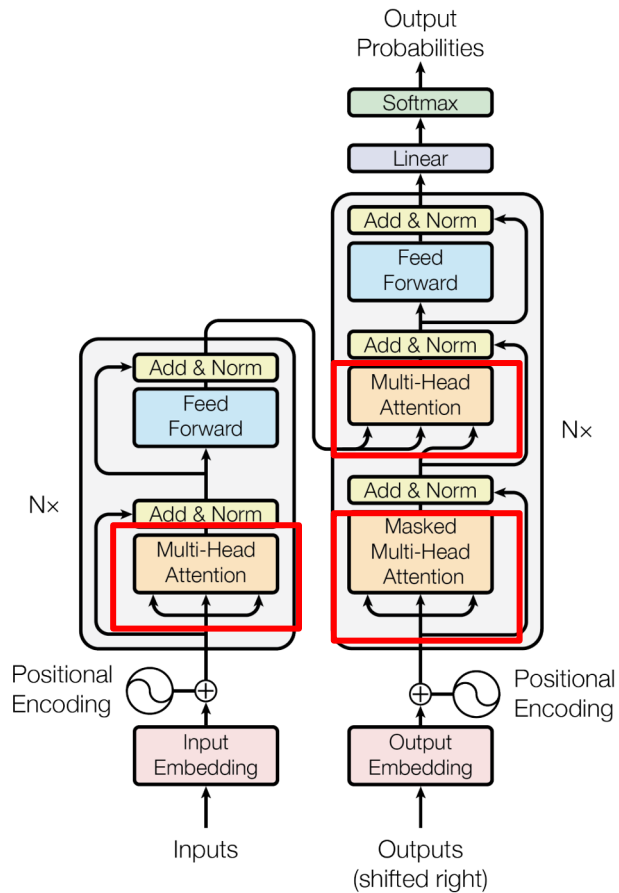 Output
Probabilities
Softmax
Linear
Add & Norm
Feed
Forward
Add & Norm
Multi-Head
Attention
Nx
Add & Norm
Masked
Multi-Head
Attention
Add & Norm
Feed
Forward
Nx
Add & Norm
Multi-Head
Attention
Positional
Encoding
Positional
Encoding
Input
Embedding
Output
Embedding
Inputs
Outputs
(shifted right)